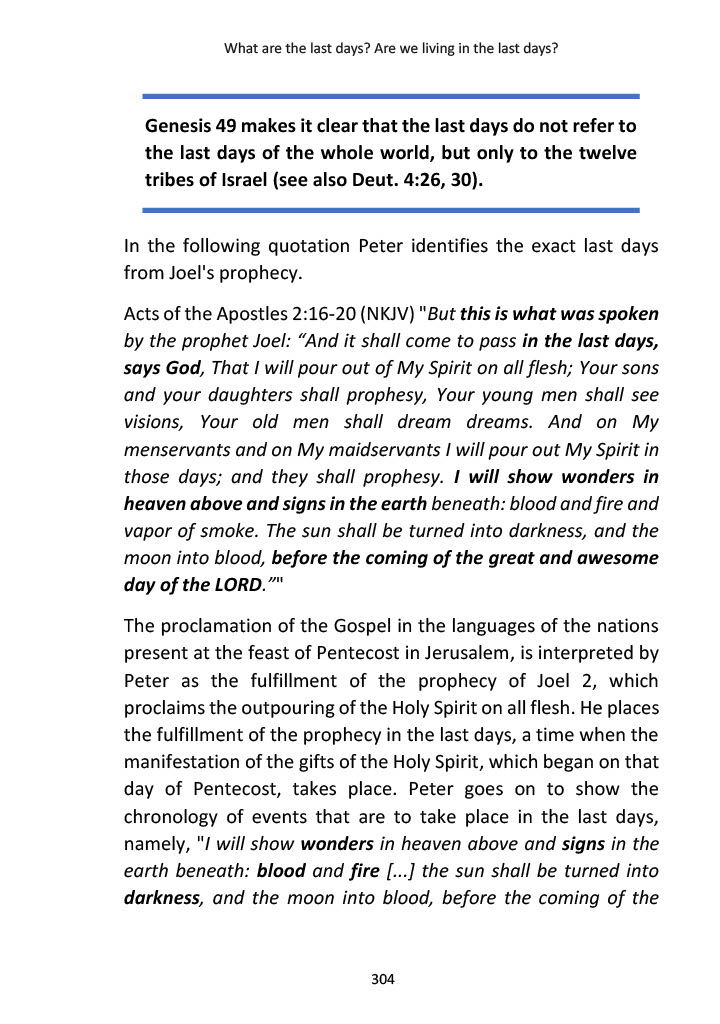 What are the last days? Are we living in the last days?
Genesis 49 makes it clear that the last days do not refer to
the last days of the whole world, but only to the twelve
tribes of Israel (see also Deut. 4:26, 30).
In the following quotation Peter identifies the exact last days
from Joel's prophecy.
Acts of the Apostles 2:16-20 (NKJV) "But this is what was spoken
by the prophet Joel: “And it shall come to pass in the last days,
says God, That I will pour out of My Spirit on all flesh; Your sons
and your daughters shall prophesy, Your young men shall see
visions, Your old men shall dream dreams. And on My
menservants and on My maidservants I will pour out My Spirit in
those days; and they shall prophesy. I will show wonders in
heaven above and signs in the earth beneath: blood and fire and
vapor of smoke. The sun shall be turned into darkness, and the
moon into blood, before the coming of the great and awesome
day of the LORD.”"
The proclamation of the Gospel in the languages of the nations
present at the feast of Pentecost in Jerusalem, is interpreted by
Peter as the fulfillment of the prophecy of Joel 2, which
proclaims the outpouring of the Holy Spirit on all flesh. He places
the fulfillment of the prophecy in the last days, a time when the
manifestation of the gifts of the Holy Spirit, which began on that
day of Pentecost, takes place. Peter goes on to show the
chronology of events that are to take place in the last days,
namely, "I will show wonders in heaven above and signs in the
earth beneath: blood and fire [...] the sun shall be turned into
darkness, and the moon into blood, before the coming of the
304